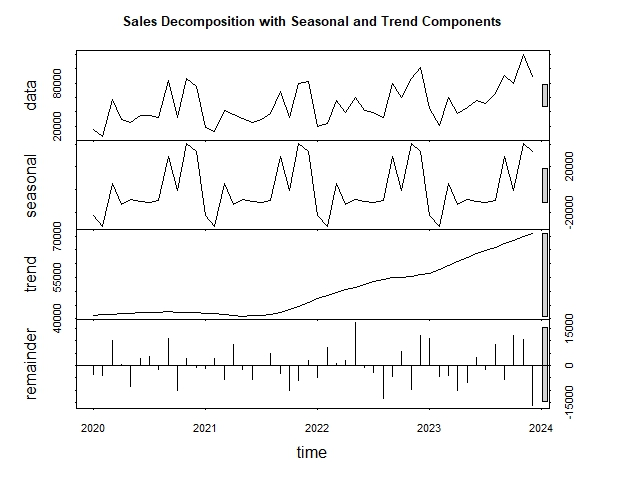 Sales Decomposition with Seasonal and Trend Components
data
20000 80000
seasonal
-20000 20000
trend
40000 55000 70000
remainder
-15000 0 15000
2020 2021 2022 2023 2024
time